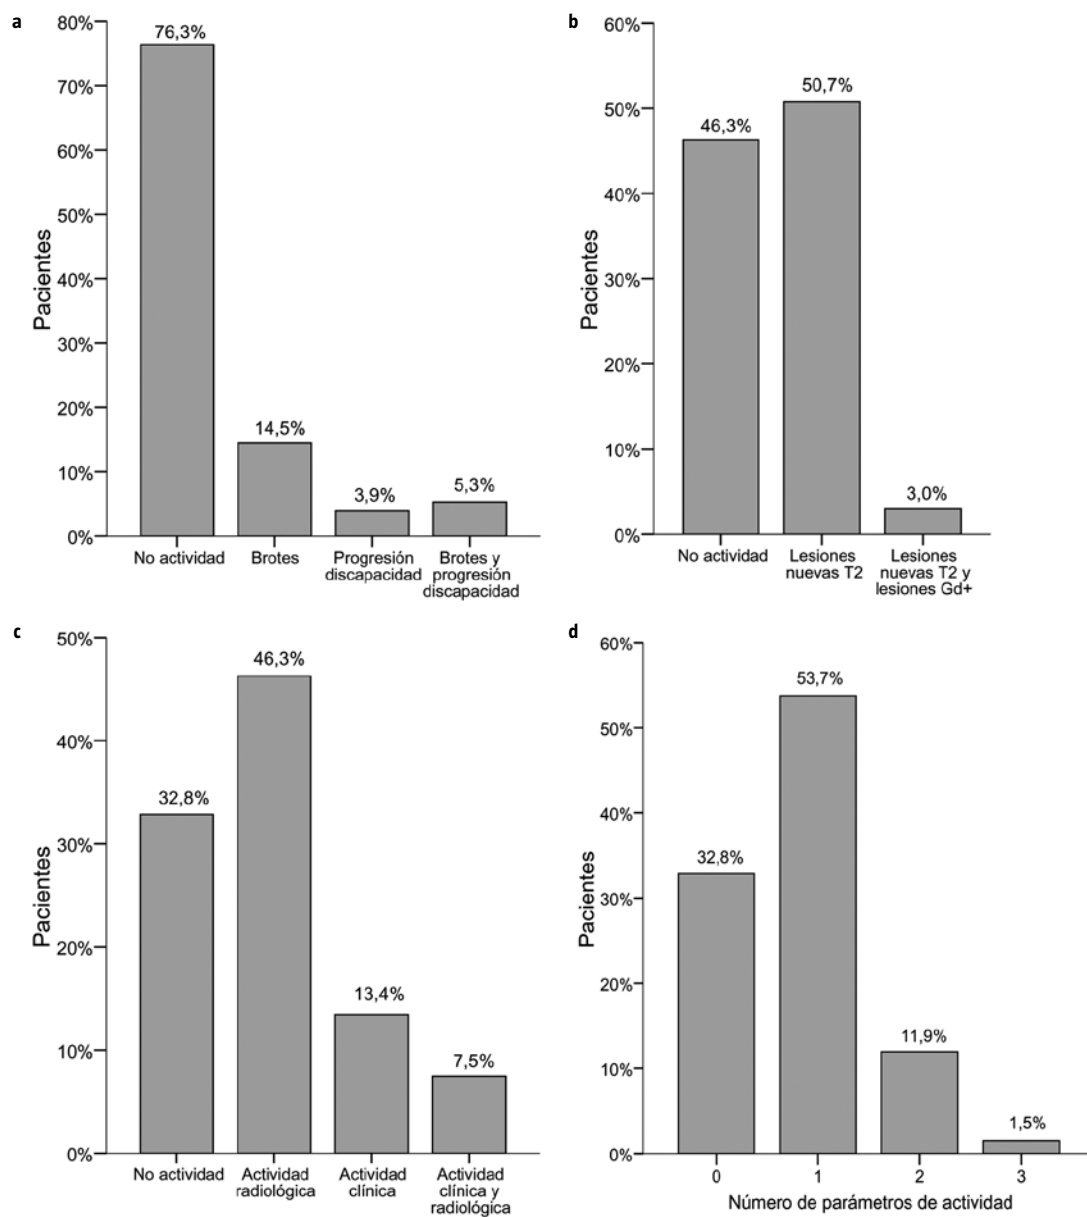 a
80%
70%
60%
50%
40%
30%
20%
10%
0%
Pacientes
76,3%
14,5%
3,9%
5,3%
No actividad
Brotes
Progresión
discapacidad
Brotes y
progresión
discapacidad
b
60%
50%
40%
30%
20%
10%
0%
Pacientes
46,3%
50,7%
3,0%
No actividad
Lesiones
nuevas T2
Lesiones
nuevas T2 y
lesiones Gd+
c
50%
40%
30%
20%
10%
0%
Pacientes
32,8%
46,3%
13,4%
7,5%
No actividad
Actividad
radiológica
Actividad
clínica
Actividad
clínica y
radiológica
d
60%
50%
40%
30%
20%
10%
0%
Pacientes
32,8%
53,7%
11,9%
1,5%
0
1
2
3
Número de parámetros de actividad